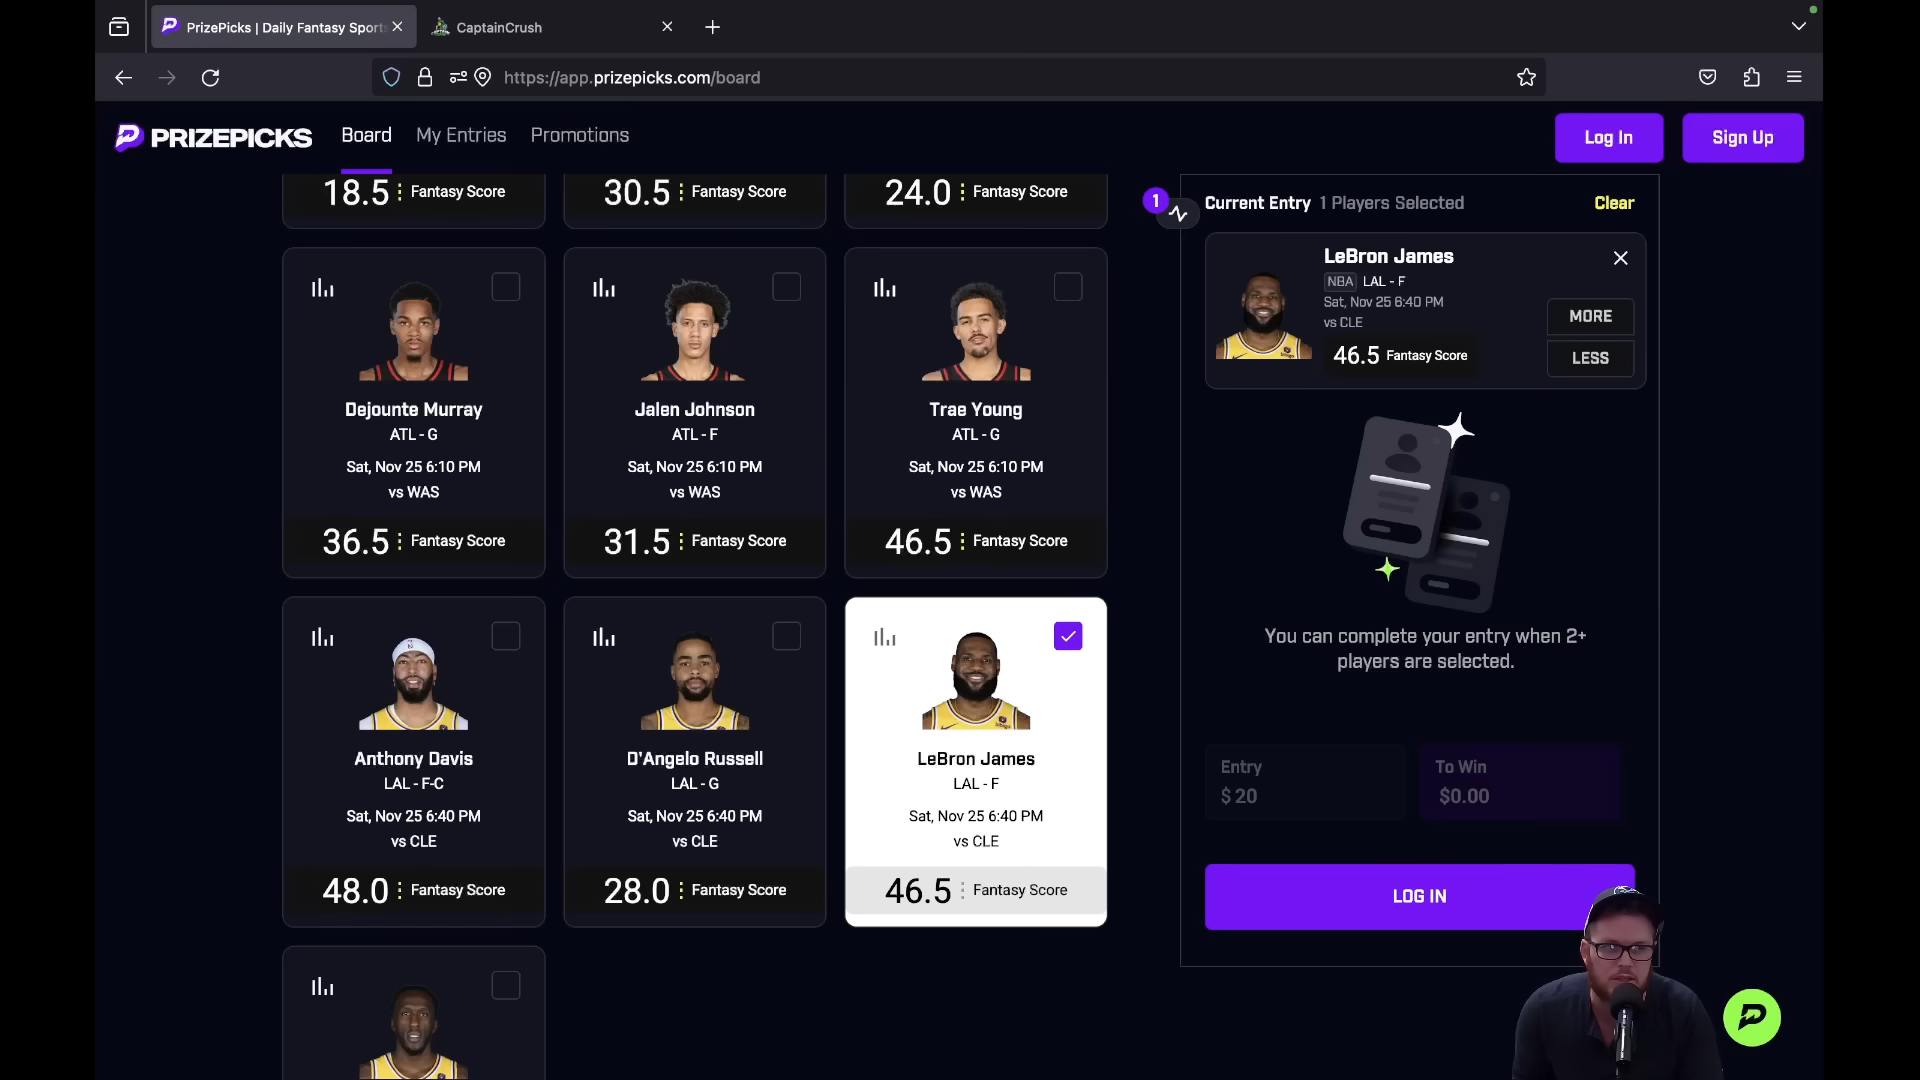 PrizePicks | Daily Fantasy Sports
CaptainCrush
https://app.prizepicks.com/board
PRIZEPICKS
Board
My Entries
Promotions
Log In
Sign Up
18.5 Fantasy Score
30.5 Fantasy Score
24.0 Fantasy Score
Dejounte Murray
ATL - G
Sat, Nov 25 6:10 PM
vs WAS
36.5 Fantasy Score
Jalen Johnson
ATL - F
Sat, Nov 25 6:10 PM
vs WAS
31.5 Fantasy Score
Trae Young
ATL - G
Sat, Nov 25 6:10 PM
vs WAS
46.5 Fantasy Score
Anthony Davis
LAL - F-C
Sat, Nov 25 6:40 PM
vs CLE
48.0 Fantasy Score
D'Angelo Russell
LAL - G
Sat, Nov 25 6:40 PM
vs CLE
28.0 Fantasy Score
LeBron James
LAL - F
Sat, Nov 25 6:40 PM
vs CLE
46.5 Fantasy Score
1
Current Entry 1 Players Selected
Clear
LeBron James
NBA LAL - F
Sat, Nov 25 6:40 PM
vs CLE
46.5 Fantasy Score
MORE
LESS
You can complete your entry when 2+
players are selected.
Entry
$ 20
To Win
$0.00
LOG IN